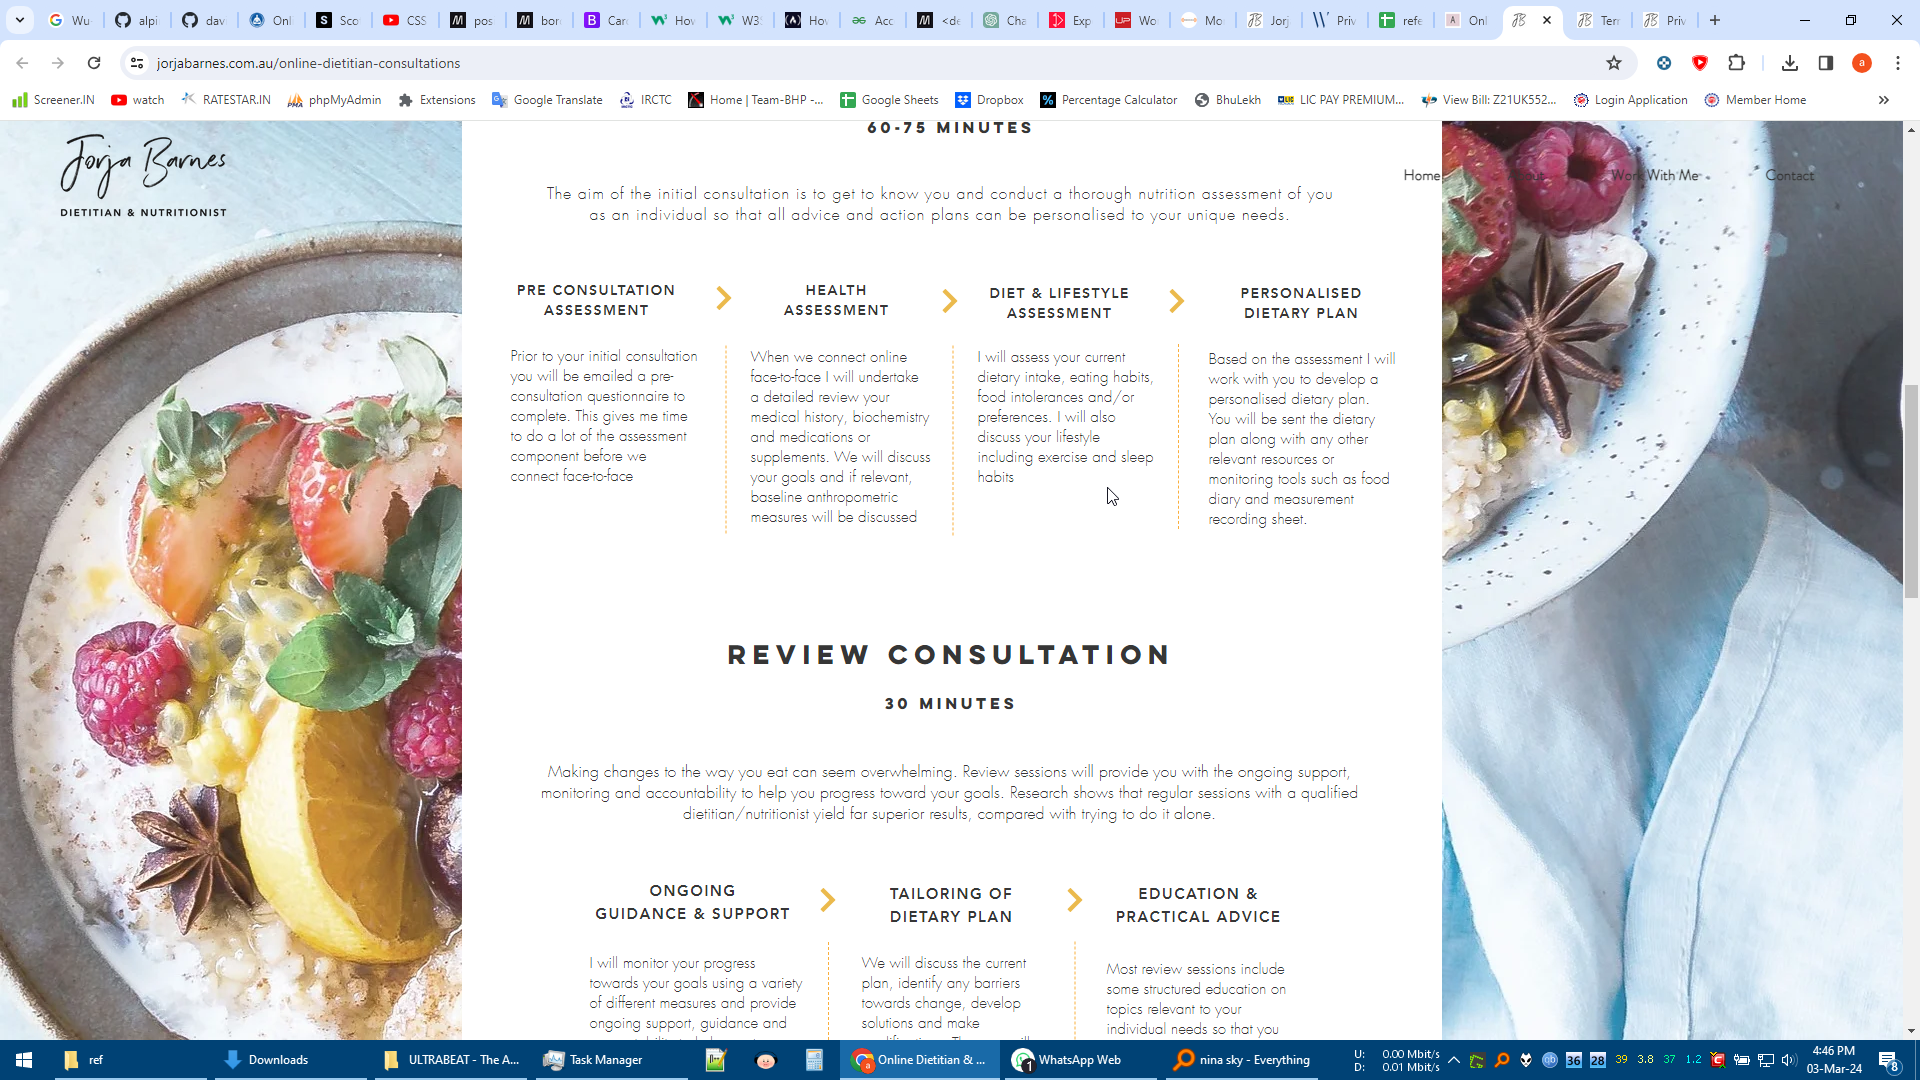 Wu
alpi
dav
Onl
Sco
CSS
pos
bor
Car
Hov
W3S
Hov
Acc
<de
Cha
Exp
Wo
Mo
Jorj
Priv
refe
Onl
Terr
Priv
jorjabarnes.com.au/online-dietitian-consultations
a
Screener.IN
watch
RATESTAR.IN
phpMyAdmin
Extensions
Google Translate
IRCTC
Home | Team-BHP -...
Google Sheets
Dropbox
Percentage Calculator
BhuLekh
LIC PAY PREMIUM...
View Bill: Z21UK552...
Login Application
Member Home
Jorja Barnes
DIETITIAN & NUTRITIONIST
Home
About
Work With Me
Contact
60-75 MINUTES
The aim of the initial consultation is to get to know you and conduct a thorough nutrition assessment of you
as an individual so that all advice and action plans can be personalised to your unique needs.
PRE CONSULTATION
ASSESSMENT
Prior to your initial consultation
you will be emailed a pre-
consultation questionnaire to
complete. This gives me time
to do a lot of the assessment
component before we
connect face-to-face
HEALTH
ASSESSMENT
When we connect online
face-to-face I will undertake
a detailed review your
medical history, biochemistry
and medications or
supplements. We will discuss
your goals and if relevant,
baseline anthropometric
measures will be discussed
DIET & LIFESTYLE
ASSESSMENT
I will assess your current
dietary intake, eating habits,
food intolerances and/or
preferences. I will also
discuss your lifestyle
including exercise and sleep
habits
PERSONALISED
DIETARY PLAN
Based on the assessment I will
work with you to develop a
personalised dietary plan.
You will be sent the dietary
plan along with any other
relevant resources or
monitoring tools such as food
diary and measurement
recording sheet.
REVIEW CONSULTATION
30 MINUTES
Making changes to the way you eat can seem overwhelming. Review sessions will provide you with the ongoing support,
monitoring and accountability to help you progress toward your goals. Research shows that regular sessions with a qualified
dietitian/nutritionist yield far superior results, compared with trying to do it alone.
ONGOING
GUIDANCE & SUPPORT
I will monitor your progress
towards your goals using a variety
of different measures and provide
ongoing support, guidance and
TAILORING OF
DIETARY PLAN
We will discuss the current
plan, identify any barriers
towards change, develop
solutions and make
EDUCATION &
PRACTICAL ADVICE
Most review sessions include
some structured education on
topics relevant to your
individual needs so that you
ref
Downloads
ULTRABEAT - The A...
Task Manager
Online Dietitian & ...
1
WhatsApp Web
nina sky - Everything
U: 0.00 Mbit/s
D: 0.01 Mbit/s
36
28
39
3.8
37
1.2
4:46 PM
03-Mar-24
8